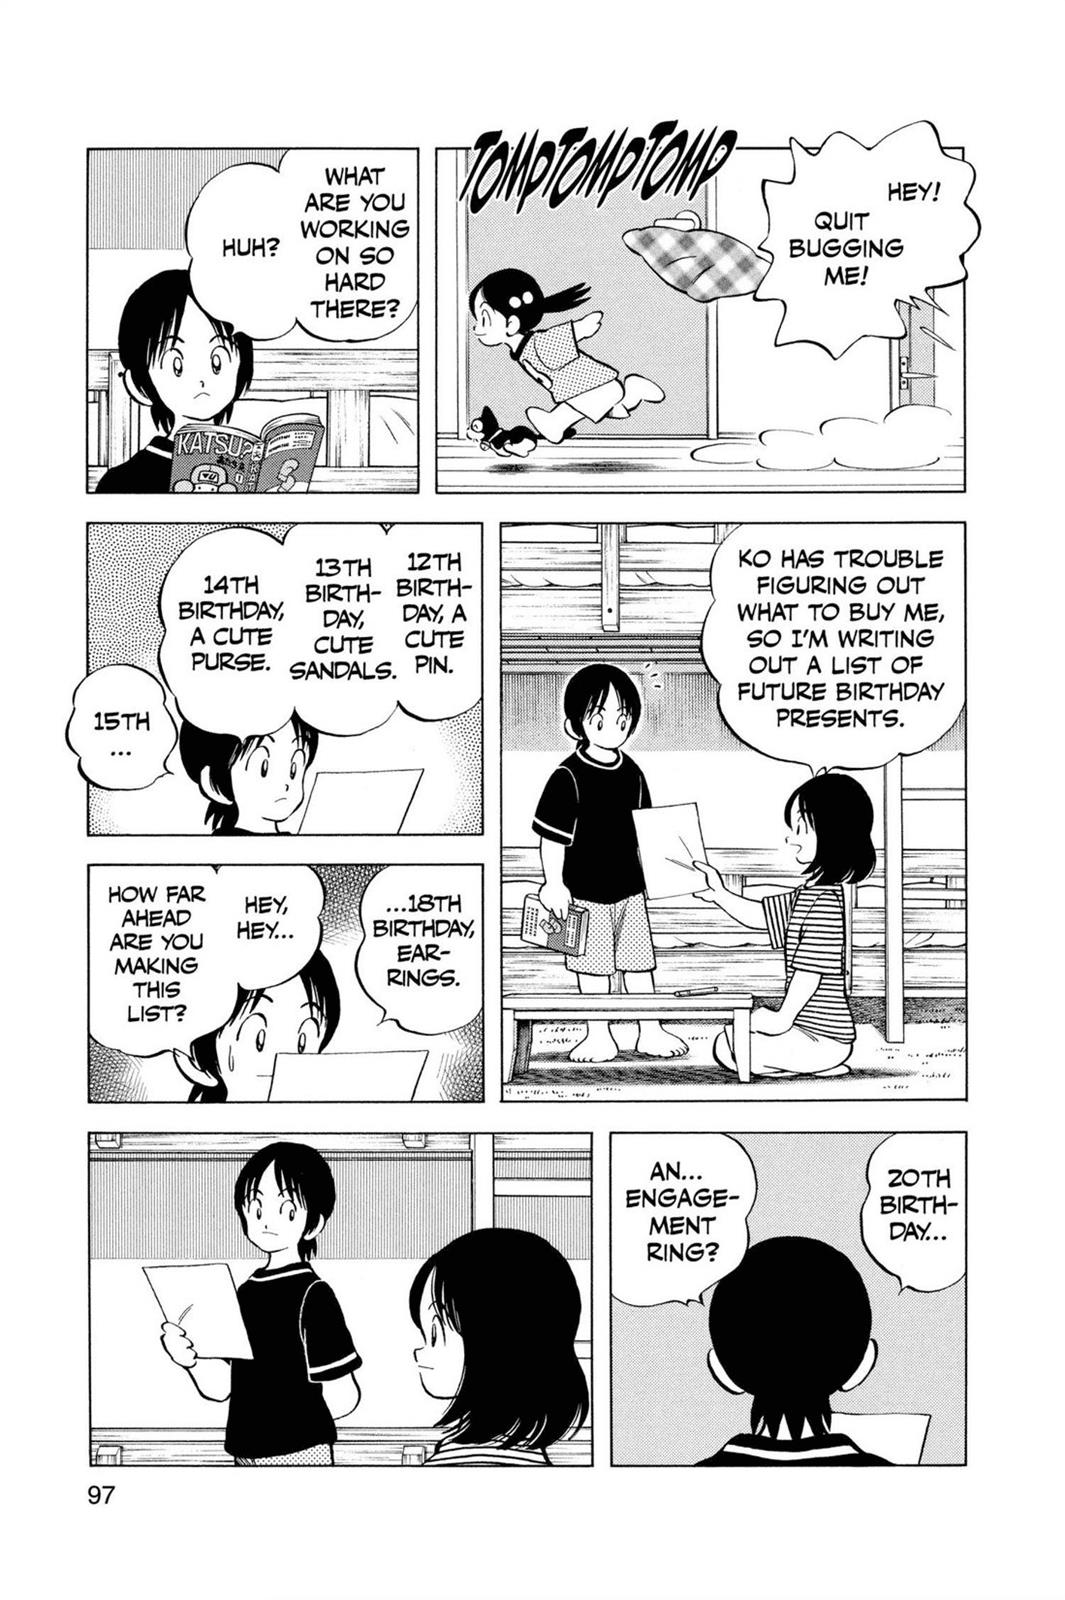 HEY!
QUIT
BUGGING
ME!
TOMPTOMPTOMP
WHAT
ARE YOU
WORKING
ON SO
HARD
THERE?
HUH?
KATSU?
KO HAS TROUBLE
FIGURING OUT
WHAT TO BUY ME,
SO I'M WRITING
OUT A LIST OF
FUTURE BIRTHDAY
PRESENTS.
12TH
BIRTH-
DAY, A
CUTE
PIN.
13TH
BIRTH-
DAY,
CUTE
SANDALS.
14TH
BIRTHDAY,
A CUTE
PURSE.
15TH
...
...18TH
BIRTHDAY,
EAR-
RINGS.
HEY,
HEY...
HOW FAR
AHEAD
ARE YOU
MAKING
THIS
LIST?
20TH
BIRTH-
DAY...
AN...
ENGAGE-
MENT
RING?
97